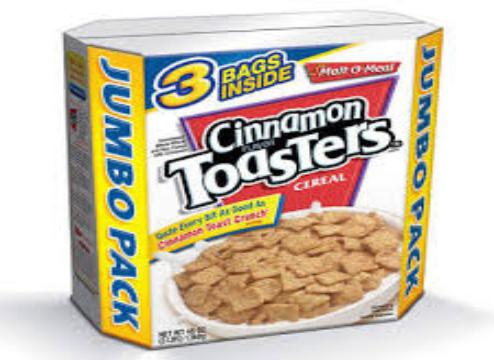 JUMBO PACK
3 BAGS
INSIDE
Malt-O-Meal
Cinnamon
FLAVOR
Toasters
CEREAL
Taste Every Bit As Good As
Cinnamon Toast Crunch
JUMBO PACK